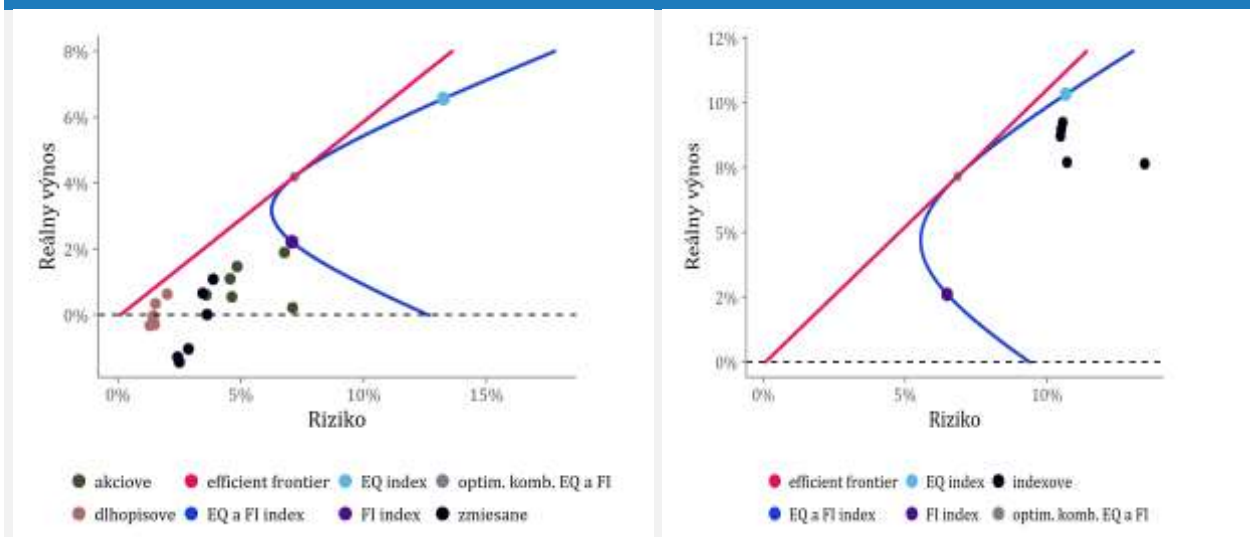 8%
6%
4%
2%
0%
Reálny výnos
0% 5% 10% 15%
Riziko
akciove efficient frontier EQ index optim. komb. EQ a FI
dlhopisove EQ a FI index FI index zmiesane
12%
10%
8%
5%
2%
0%
Reálny výnos
0% 5% 10%
Riziko
efficient frontier EQ index indexove
EQ a FI index FI index optim. komb. EQ a FI